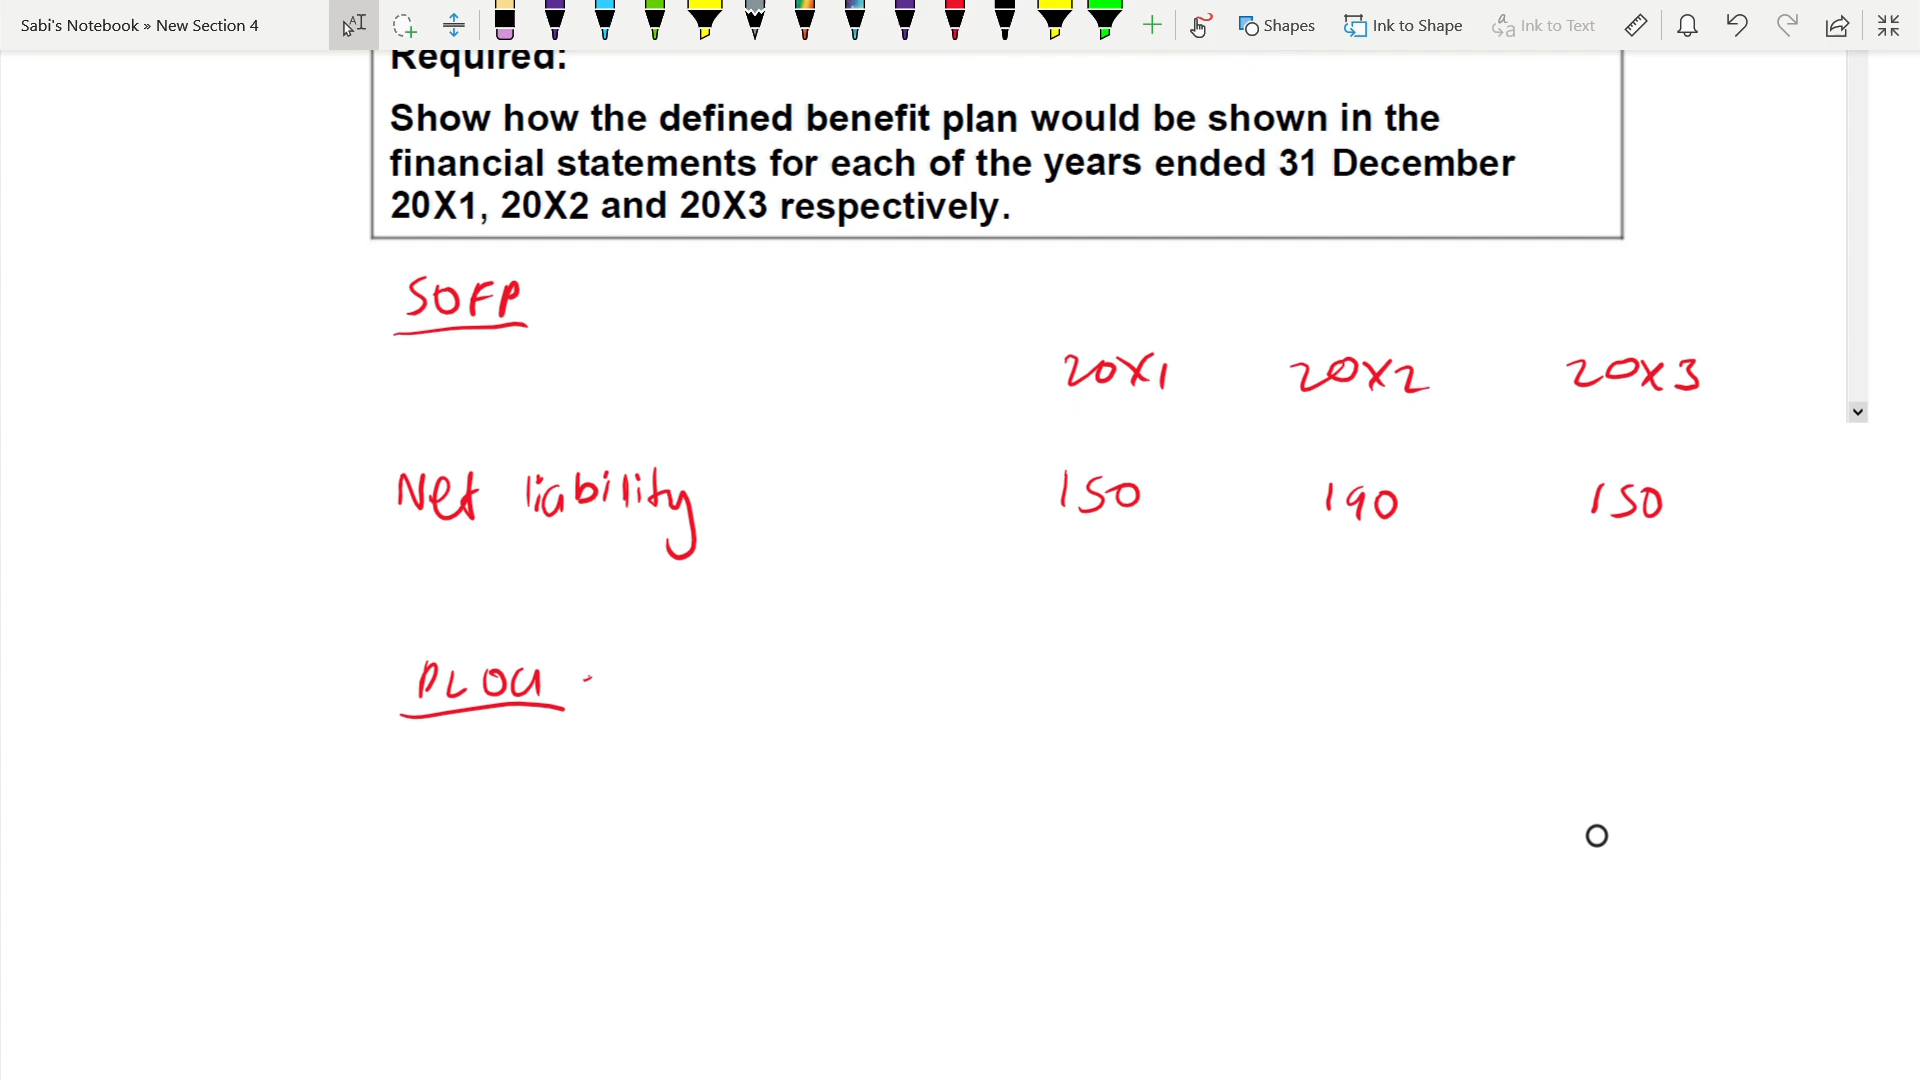 Sabi's Notebook » New Section 4
Shapes
Ink to Shape
Ink to Text
Required:
Show how the defined benefit plan would be shown in the
financial statements for each of the years ended 31 December
20X1, 20X2 and 20X3 respectively.
SOFP
20X1 20X2 20X3
Net liability 150 190 150
PLOCI